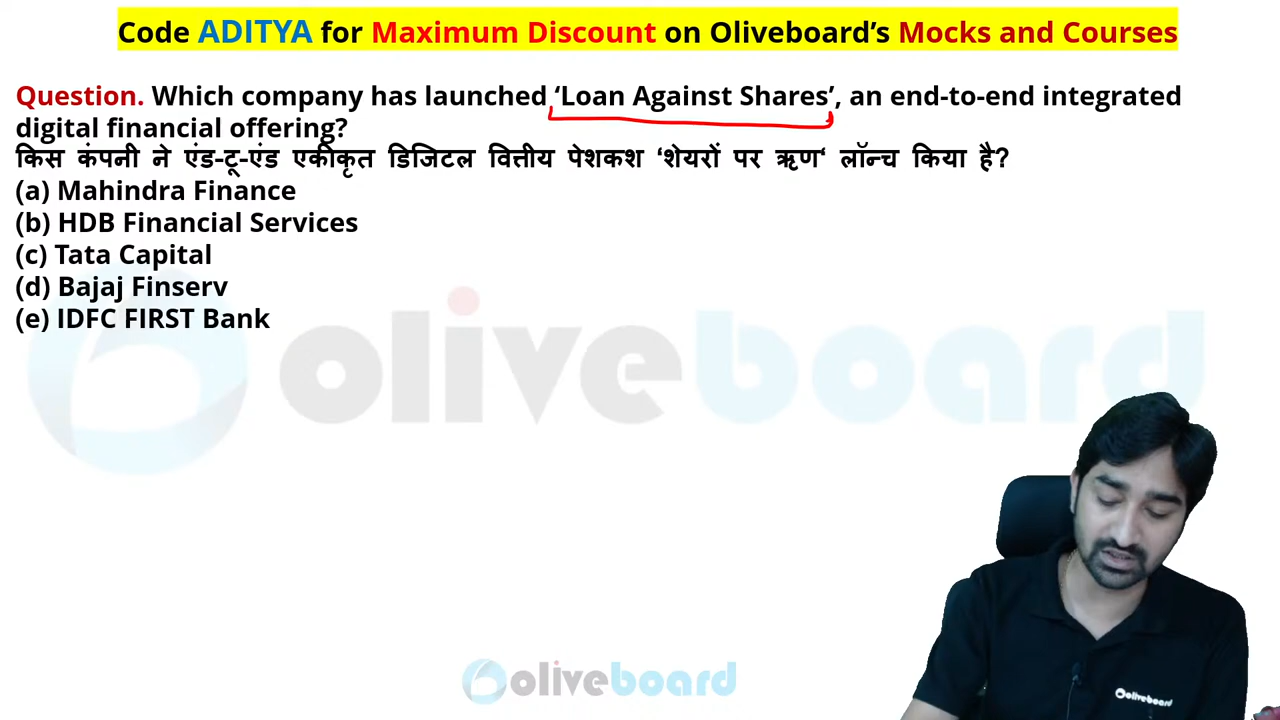 Code ADITYA for Maximum Discount on Oliveboard’s Mocks and Courses
Question. Which company has launched ‘Loan Against Shares’, an end-to-end integrated
digital financial offering?
किस कंपनी ने एंड-टू-एंड एकीकृत डिजिटल वित्तीय पेशकश ‘शेयरों पर ऋण‘ लॉन्च किया है?
(a) Mahindra Finance
(b) HDB Financial Services
(c) Tata Capital
(d) Bajaj Finserv
(e) IDFC FIRST Bank
oliveboard
oliveboard
oliveboard